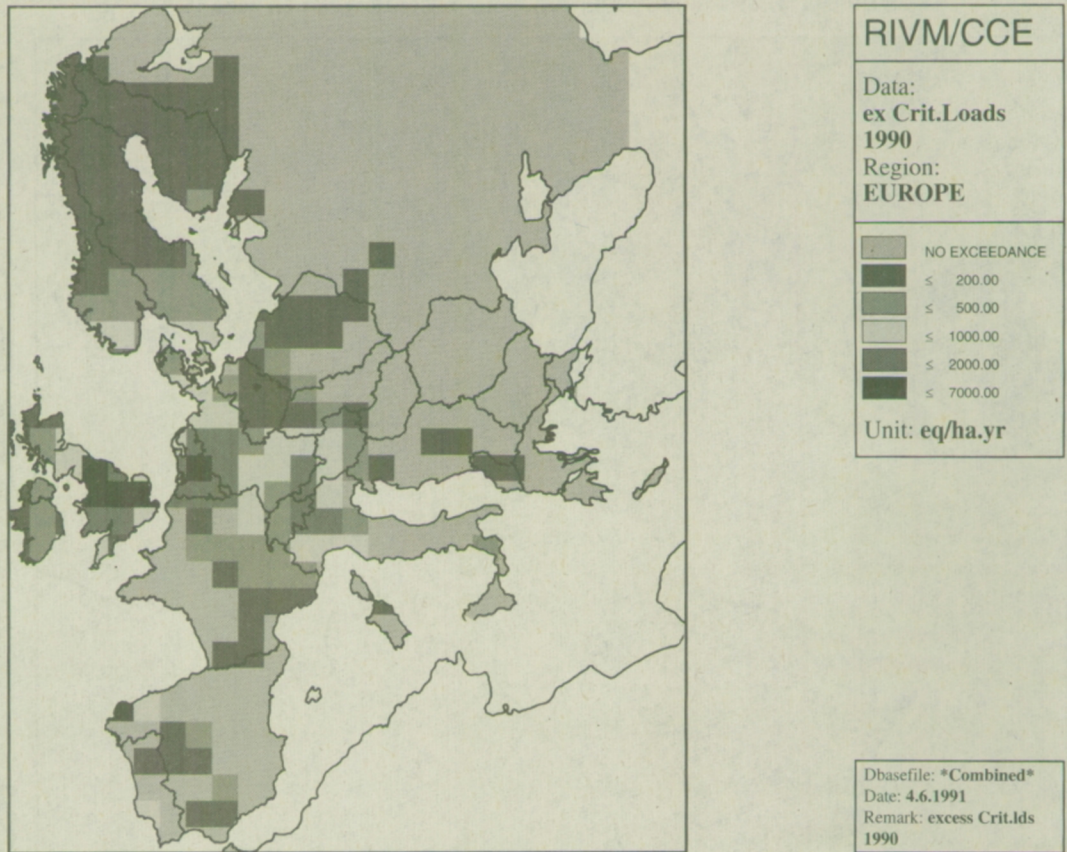 RIVM/CCE
Data:
ex Crit.Loads
1990
Region:
EUROPE
NO EXCEEDANCE
≤ 200.00
≤ 500.00
≤ 1000.00
≤ 2000.00
≤ 7000.00
Unit: eq/ha.yr
Dbasefile: *Combined*
Date: 4.6.1991
Remark: excess Crit.lds
1990